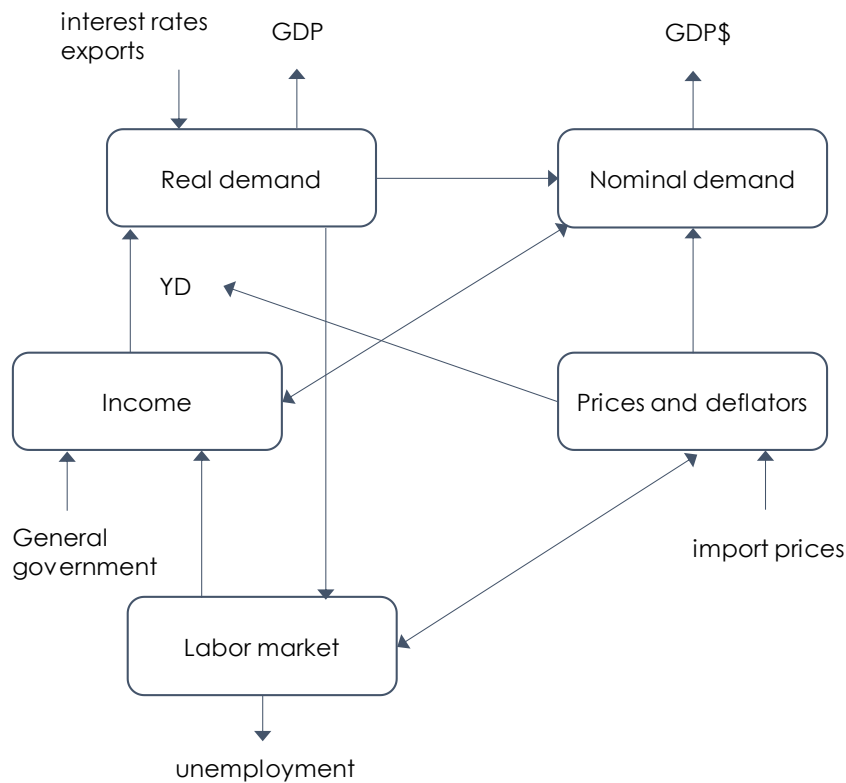 interest rates
exports
GDP
GDP$
Real demand
Nominal demand
YD
Income
Prices and deflators
General
government
import prices
Labor market
unemployment